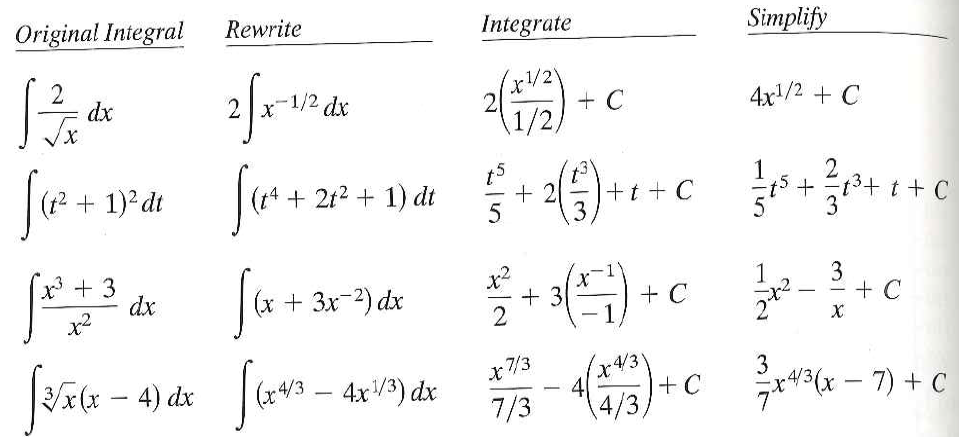 Original Integral Rewrite Integrate Simplify
∫ 2/√x dx 2∫ x^−1/2 dx 2(x^1/2 / 1/2) + C 4x^1/2 + C
∫ (t² + 1)² dt ∫ (t⁴ + 2t² + 1) dt t⁵/5 + 2(t³/3) + t + C 1/5 t⁵ + 2/3 t³ + t + C
∫ x³ + 3 / x² dx ∫ (x + 3x^−2) dx x²/2 + 3(x^−1 / −1) + C 1/2 x² − 3/x + C
∫ ∛x(x − 4) dx ∫ (x^4/3 − 4x^1/3) dx x^7/3 / 7/3 − 4(x^4/3 / 4/3) + C 3/7 x^4/3(x − 7) + C